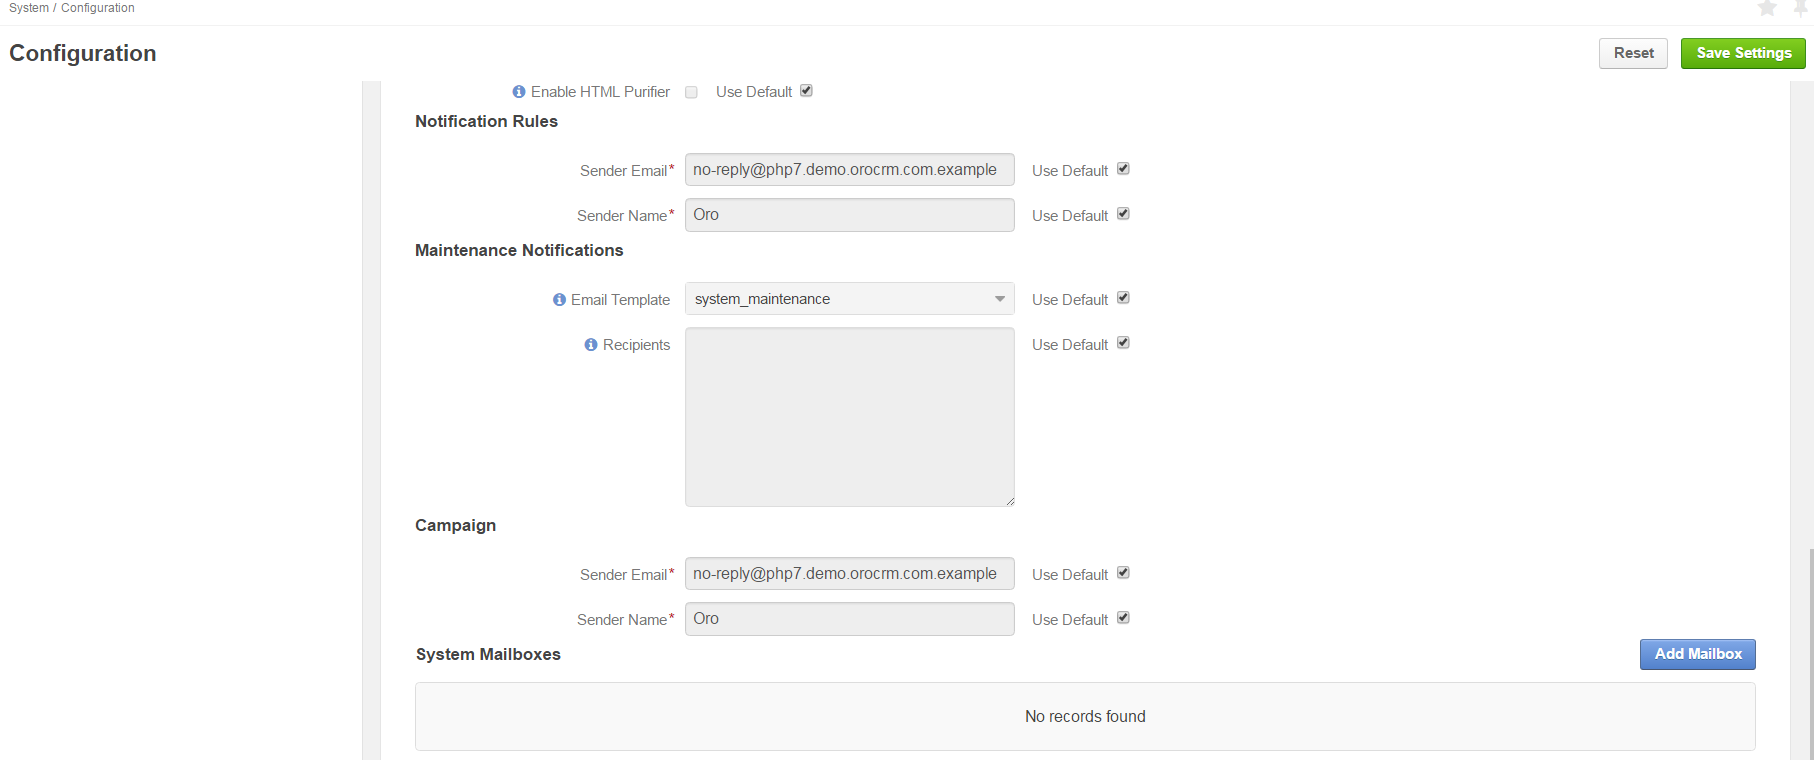 System / Configuration
Configuration
Reset
Save Settings
Enable HTML Purifier Use Default
Notification Rules
Sender Email* no-reply@php7.demo.orocrm.com.example Use Default
Sender Name* Oro Use Default
Maintenance Notifications
Email Template system_maintenance Use Default
Recipients Use Default
Campaign
Sender Email* no-reply@php7.demo.orocrm.com.example Use Default
Sender Name* Oro Use Default
System Mailboxes Add Mailbox
No records found